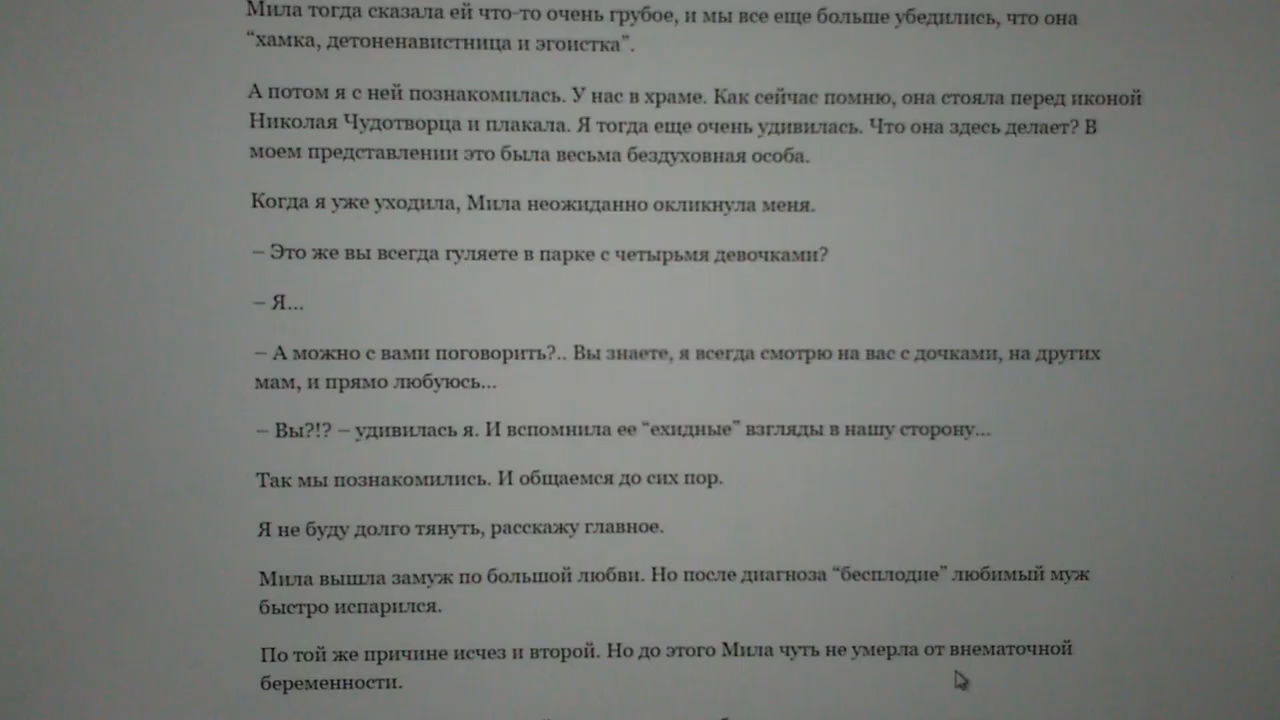 Мила тогда сказала ей что-то очень грубое, и мы все еще больше убедились, что она
“хамка, детоненавистница и эгоистка”.
А потом я с ней познакомилась. У нас в храме. Как сейчас помню, она стояла перед иконой
Николая Чудотворца и плакала. Я тогда еще очень удивилась. Что она здесь делает? В
моем представлении это была весьма бездуховная особа.
Когда я уже уходила, Мила неожиданно окликнула меня.
– Это же вы всегда гуляете в парке с четырьмя девочками?
– Я...
– А можно с вами поговорить?.. Вы знаете, я всегда смотрю на вас с дочками, на других
мам, и прямо любуюсь...
– Вы?!? – удивилась я. И вспомнила ее “ехидные” взгляды в нашу сторону...
Так мы познакомились. И общаемся до сих пор.
Я не буду долго тянуть, расскажу главное.
Мила вышла замуж по большой любви. Но после диагноза “бесплодие” любимый муж
быстро испарился.
По той же причине исчез и второй. Но до этого Мила чуть не умерла от внематочной
беременности.